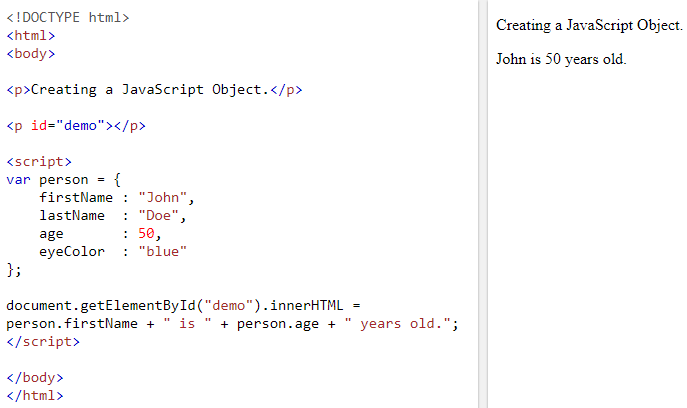 <!DOCTYPE html>
<html>
<body>
<p>Creating a JavaScript Object.</p>
<p id="demo"></p>
<script>
var person = {
    firstName : "John",
    lastName  : "Doe",
    age       : 50,
    eyeColor  : "blue"
};
document.getElementById("demo").innerHTML =
person.firstName + " is " + person.age + " years old.";
</script>
</body>
</html>
Creating a JavaScript Object.
John is 50 years old.